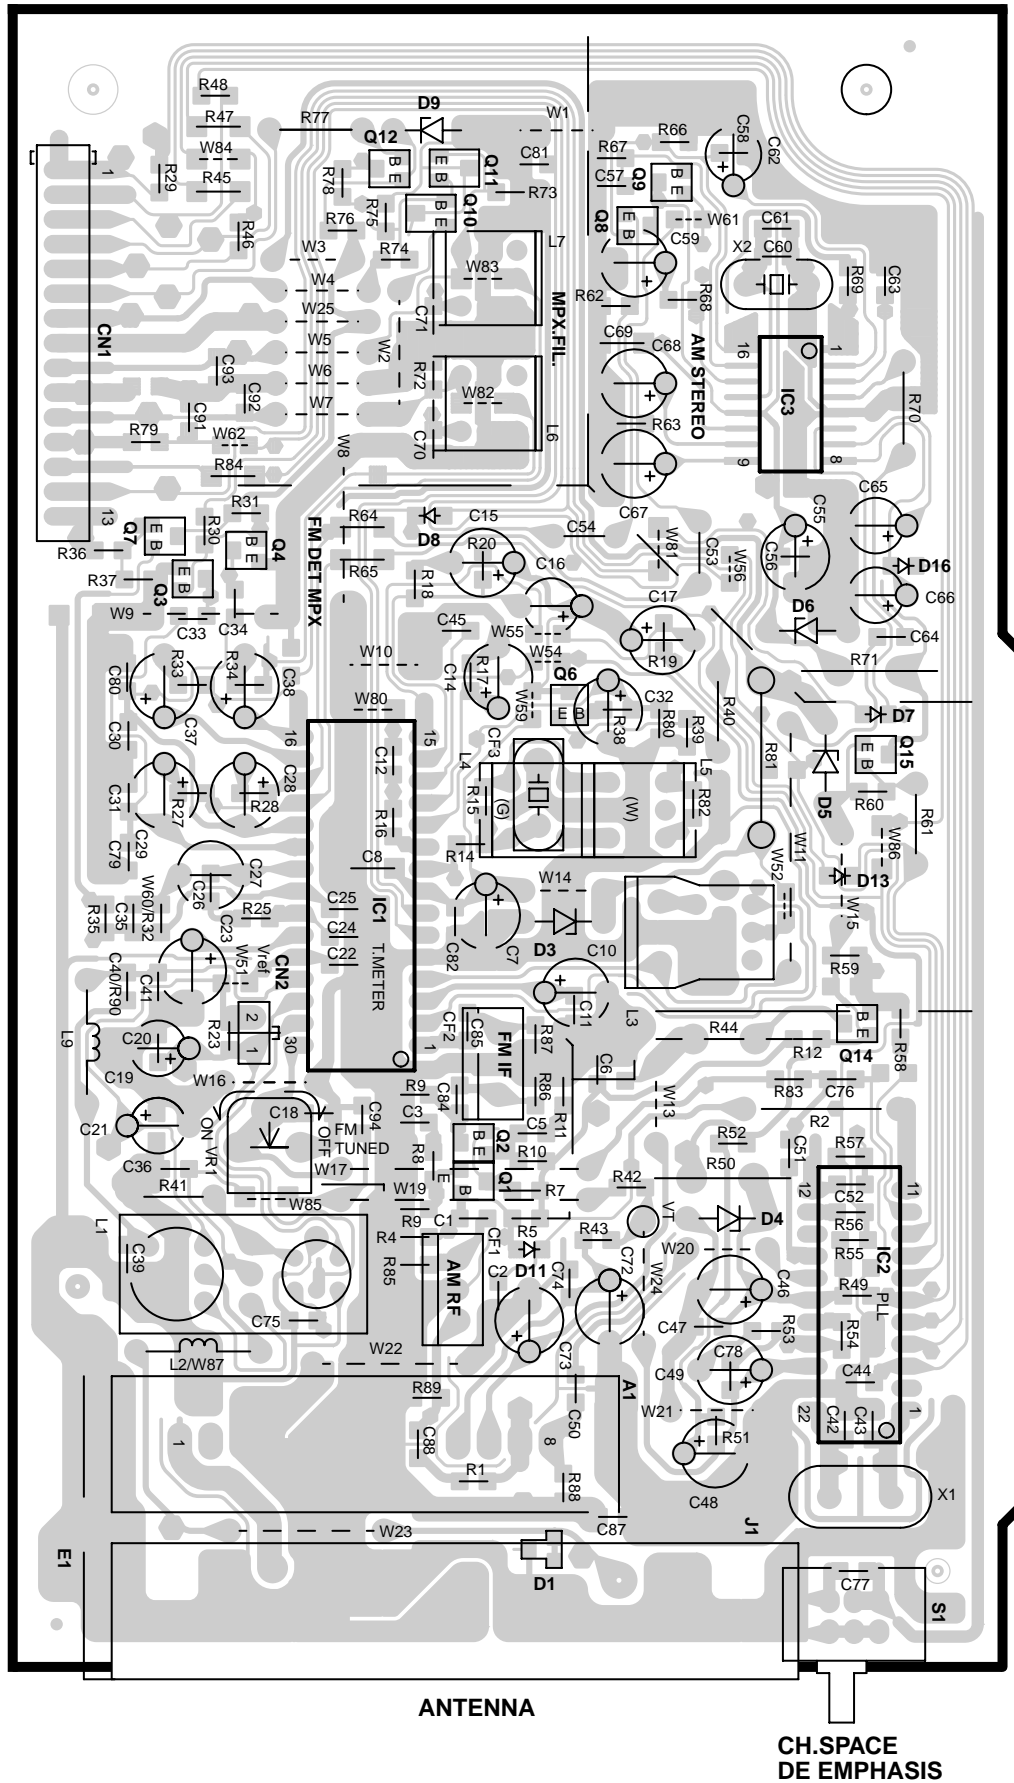 R48
D9
R47
R77
W1
C58
C62
Q12
R66
W84
R67
B
E
E
B
Q11
C81
1
R29
R45
R78
C57
Q9
B
E
R73
R75
R76
Q10
B
E
Q8
E
B
W61
C61
R46
C59
X2
C60
W3
R74
L7
W83
W4
R62
R68
R69
C63
W25
C71
MPX.FIL.
C69
CN1
W5
W2
C68
AM STEREO
16
1
C93
W6
R72
W82
IC3
C92
W7
R70
C91
R63
R79
W62
W8
C70
L6
9
8
R84
C65
R31
C67
13
Q7
E
B
R30
R64
C15
C54
C55
R36
B
E
Q4
FM DET MPX
D8
R20
W81
C53
W56
C56
R65
C16
D16
R37
Q3
E
B
R18
C17
D6
C66
W9
C33
C34
C45
W55
C64
R33
R34
W10
W54
R19
R71
C80
C38
C14
R17
Q6
C32
W59
E
B
R40
D7
C37
W80
R38
R80
R39
C30
16
15
CF3
Q15
E
B
C12
L4
L5
R81
C28
R15
(G)
(W)
R82
C31
R27
R28
D5
R60
R16
R61
C29
R14
W11
C79
C8
W86
W52
C27
W14
D13
R35
C35
W60/R32
C26
R25
C25
IC1
W15
C23
C24
D3
Vref
C22
T.METER
C82
C7
C10
C40/R90
C41
W51
CN2
R59
C11
L3
2
CF2
C85
FM IF
L9
C20
R23
1
30
1
R87
R44
R12
B
E
Q14
R58
C19
W16
C6
R9
C84
R86
R83
C76
C18
C94
C3
R11
W13
C21
ON
VR1
OFF
FM
TUNED
Q2
B
E
C5
R2
R52
C36
R8
R10
C51
R57
R50
W17
E
B
Q1
R42
R41
W19
R7
12
11
W85
C52
L1
R9
C1
VT
D4
R56
R4
CF1
R5
R43
W20
R55
IC2
C39
R85
AM RF
D11
C72
W24
C2
C74
C46
R49
PLL
C75
C47
R53
R54
W22
C78
L2/W87
C73
C49
C44
R89
A1
W21
22
C42
C43
1
1
C88
8
C50
R51
R1
R88
C48
X1
W23
C87
J1
E1
D1
C77
S1
ANTENNA
CH.SPACE
DE EMPHASIS